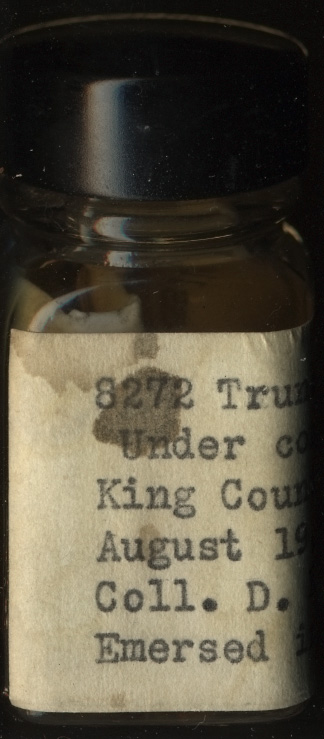 8272 Trun
Under co
King Coun
August 19
Coll. D.
Emersed i